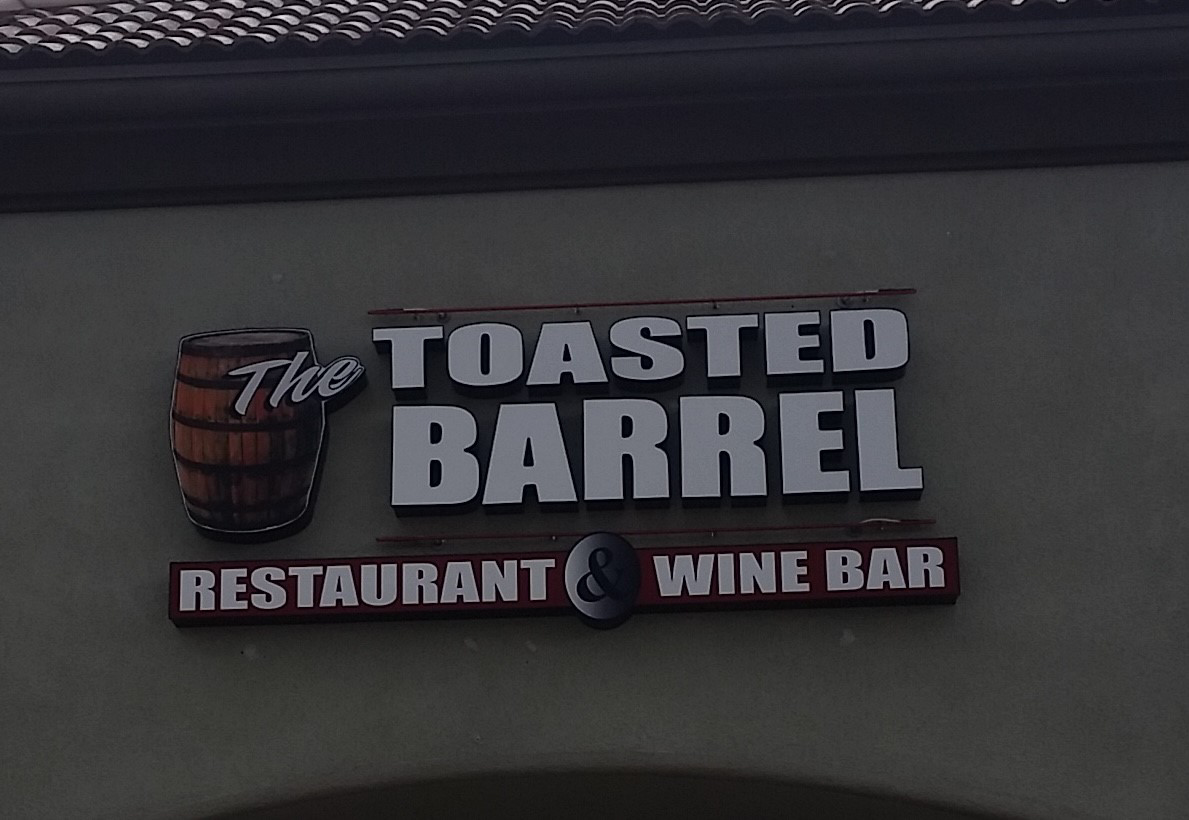 The
TOASTED
BARREL
RESTAURANT & WINE BAR